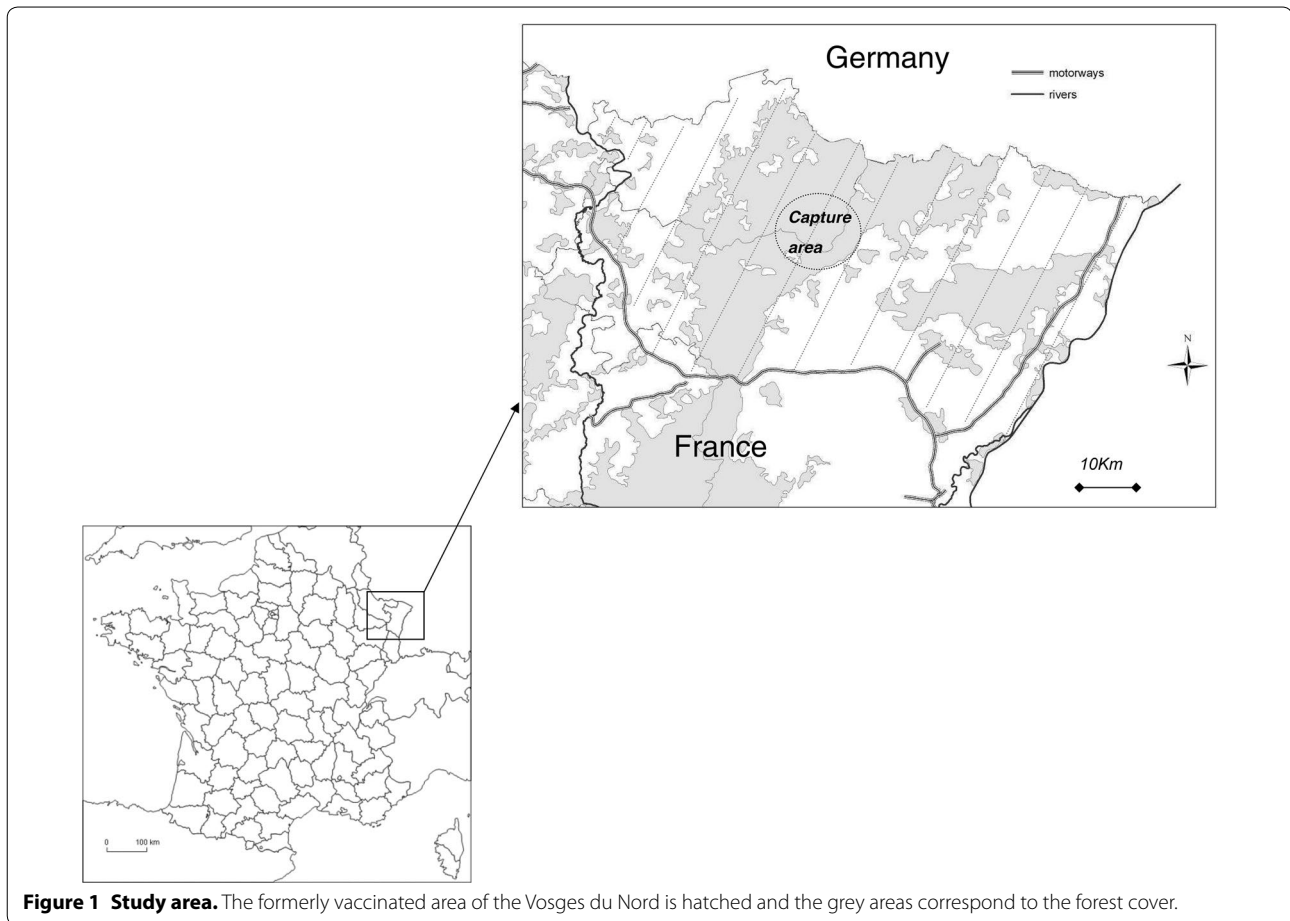 Germany
motorways
rivers
Capture
area
N
France
10Km
0 100 km
Figure 1 Study area. The formerly vaccinated area of the Vosges du Nord is hatched and the grey areas correspond to the forest cover.